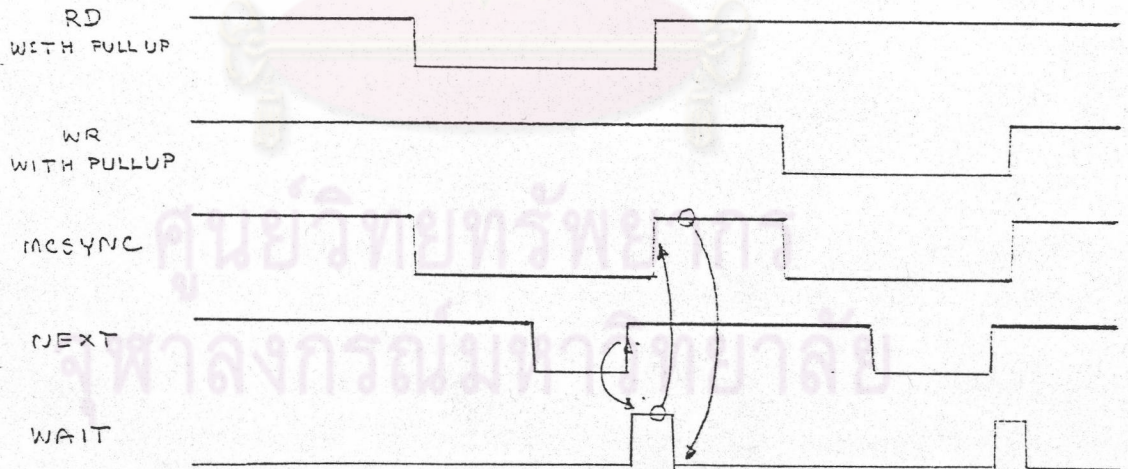 RD
WITH PULLUP
WR
WITH PULLUP
MCSYNC
ศูนย์วิทยทรัพยากร
NEXT
จุฬาลงกรณ์มหาวิทยาลัย
WAIT